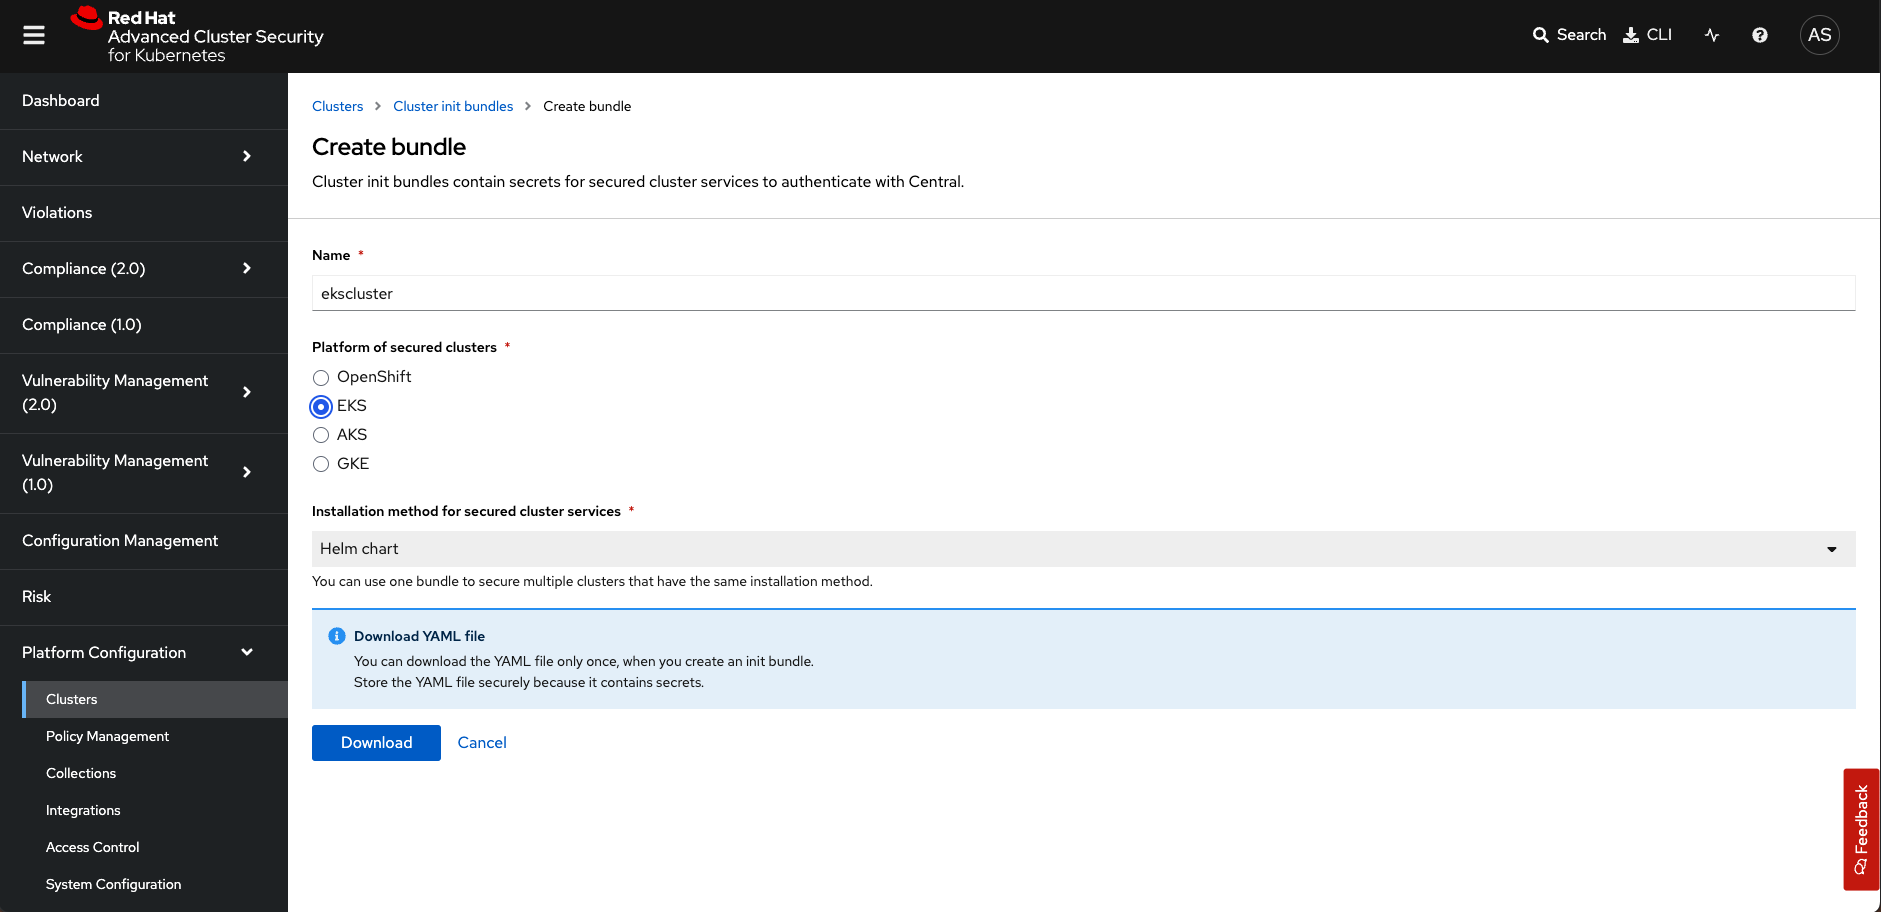 Red Hat
Advanced Cluster Security
for Kubernetes
Search
CLI
AS
Dashboard
Network
Violations
Compliance (2.0)
Compliance (1.0)
Vulnerability Management
(2.0)
Vulnerability Management
(1.0)
Configuration Management
Risk
Platform Configuration
Clusters
Policy Management
Collections
Integrations
Access Control
System Configuration
Clusters > Cluster init bundles > Create bundle
Create bundle
Cluster init bundles contain secrets for secured cluster services to authenticate with Central.
Name *
ekscluster
Platform of secured clusters *
OpenShift
EKS
AKS
GKE
Installation method for secured cluster services *
Helm chart
You can use one bundle to secure multiple clusters that have the same installation method.
Download YAML file
You can download the YAML file only once, when you create an init bundle.
Store the YAML file securely because it contains secrets.
Download
Cancel
Feedback